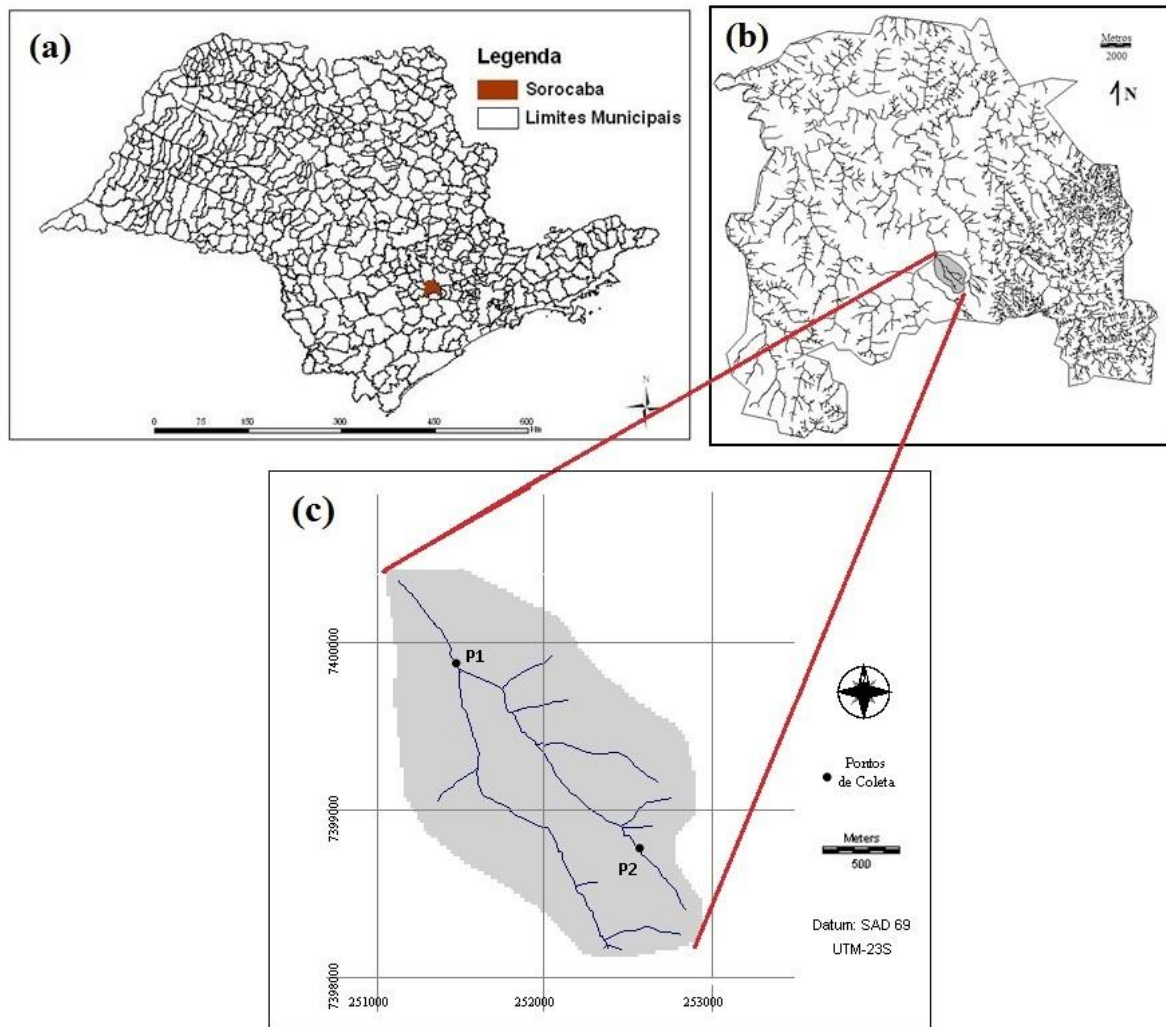 (a)
Legenda
Sorocaba
Limites Municipais
N
0 75 150 300 450 600
Km
(b)
Metros
2000
N
(c)
7400000
7399000
7398000
P1
P2
251000 252000 253000
Pontos
de Coleta
Meters
500
Datum: SAD 69
UTM-23S